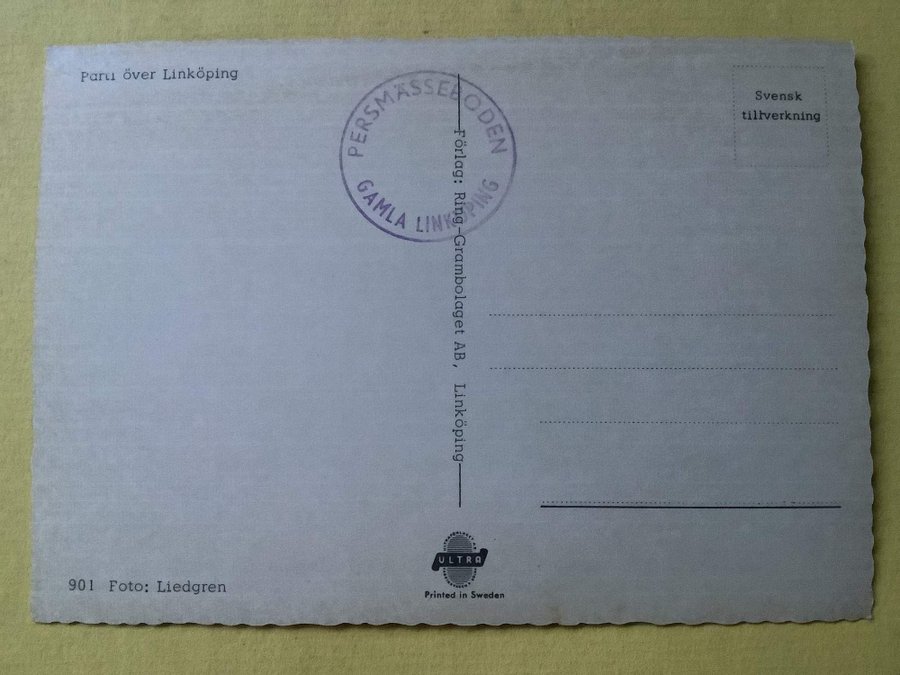 Parti över Linköping
PERSMÄSSEBODEN
GAMLA LINKÖPING
Svensk
tillverkning
Förlag: Ring-Grambolaget AB, Linköping
901 Foto: Liedgren
ULTRA
Printed in Sweden